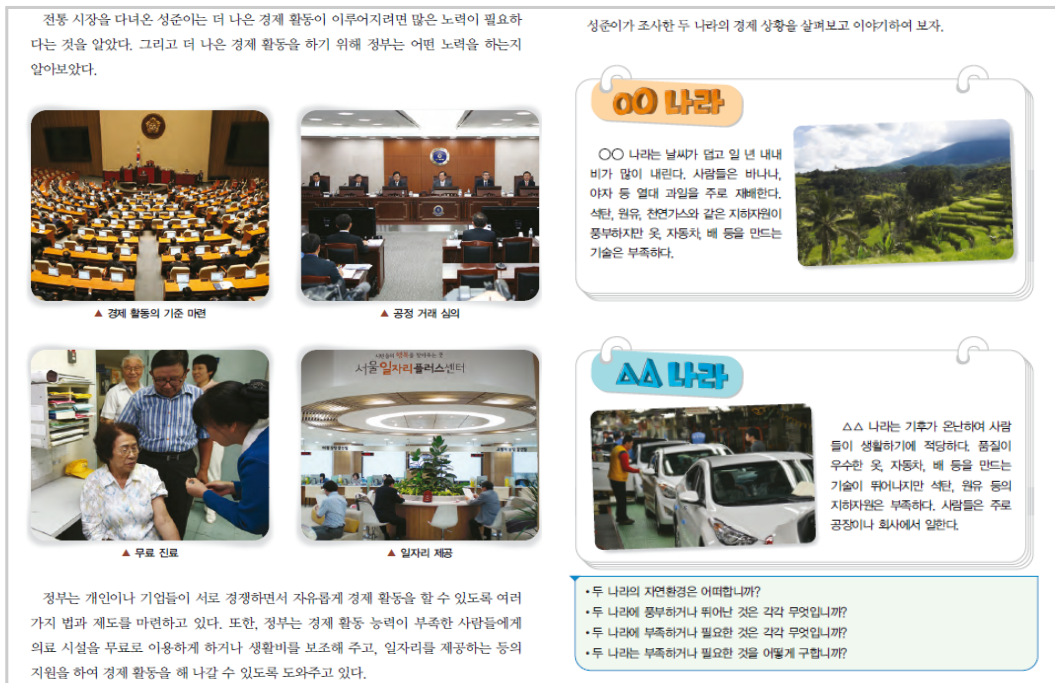 전통 시장을 다녀온 성준이는 더 나은 경제 활동이 이루어지려면 많은 노력이 필요하
다는 것을 알았다. 그리고 더 나은 경제 활동을 하기 위해 정부는 어떤 노력을 하는지
알아보았다.
▲ 경제 활동의 기준 마련
▲ 공정 거래 심의
서울일자리플러스센터
▲ 무료 진료
▲ 일자리 제공
정부는 개인이나 기업들이 서로 경쟁하면서 자유롭게 경제 활동을 할 수 있도록 여러
가지 법과 제도를 마련하고 있다. 또한, 정부는 경제 활동 능력이 부족한 사람들에게
의료 시설을 무료로 이용하게 하거나 생활비를 보조해 주고, 일자리를 제공하는 등의
지원을 하여 경제 활동을 해 나갈 수 있도록 도와주고 있다.
성준이가 조사한 두 나라의 경제 상황을 살펴보고 이야기하여 보자.
○○ 나라
○○ 나라는 날씨가 덥고 일 년 내내
비가 많이 내린다. 사람들은 바나나,
야자 등 열대 과일을 주로 재배한다.
석탄, 원유, 천연가스와 같은 지하자원이
풍부하지만 옷, 자동차, 배 등을 만드는
기술은 부족하다.
△△ 나라
△△ 나라는 기후가 온난하여 사람
들이 생활하기에 적당하다. 품질이
우수한 옷, 자동차, 배 등을 만드는
기술이 뛰어나지만 석탄, 원유 등의
지하자원은 부족하다. 사람들은 주로
공장이나 회사에서 일한다.
• 두 나라의 자연환경은 어떠합니까?
• 두 나라에 풍부하거나 뛰어난 것은 각각 무엇입니까?
• 두 나라에 부족하거나 필요한 것은 각각 무엇입니까?
• 두 나라는 부족하거나 필요한 것을 어떻게 구합니까?